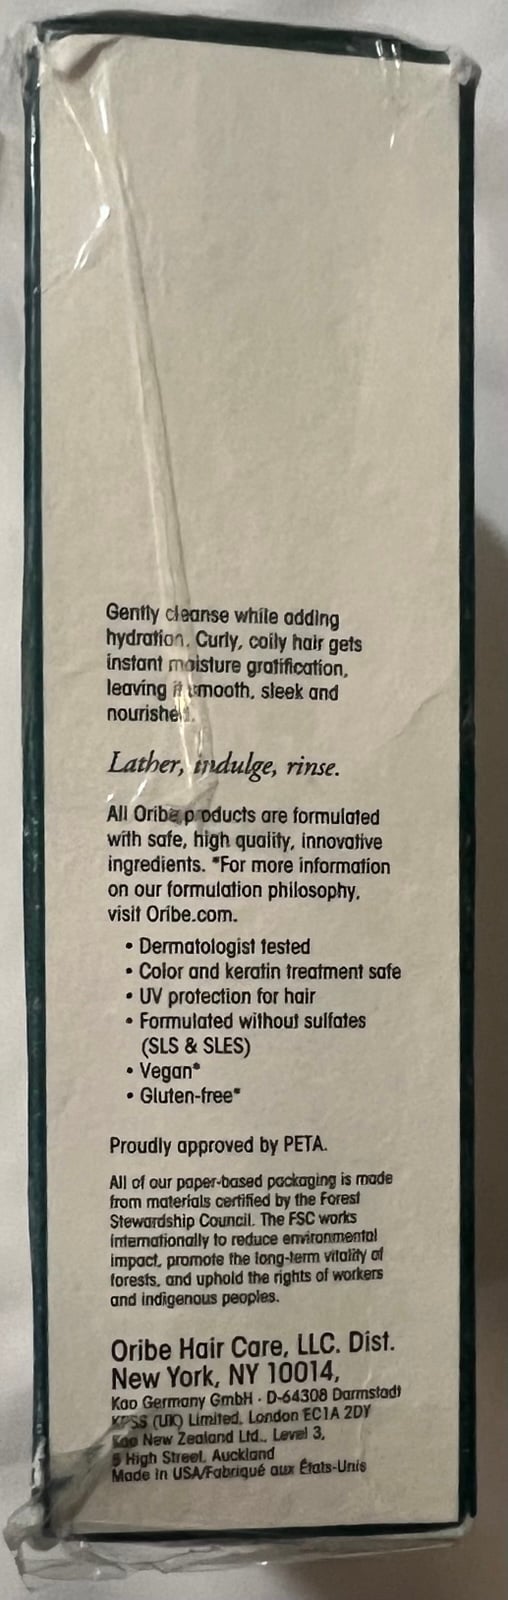 Gently cleanse while adding
hydration. Curly, coily hair gets
instant moisture gratification,
leaving it smooth, sleek and
nourished.
Lather, indulge, rinse.
All Oribe products are formulated
with safe, high quality, innovative
ingredients. *For more information
on our formulation philosophy,
visit Oribe.com.
• Dermatologist tested
• Color and keratin treatment safe
• UV protection for hair
• Formulated without sulfates
(SLS & SLES)
• Vegan*
• Gluten-free*
Proudly approved by PETA.
All of our paper-based packaging is made
from materials certified by the Forest
Stewardship Council. The FSC works
internationally to reduce environmental
impact, promote the long-term vitality of
forests, and uphold the rights of workers
and indigenous peoples.
Oribe Hair Care, LLC. Dist.
New York, NY 10014,
Kao Germany GmbH · D-64308 Darmstadt
KPSS (UK) Limited, London EC1A 2DY
Kao New Zealand Ltd., Level 3,
5 High Street, Auckland
Made in USA/Fabriqué aux États-Unis